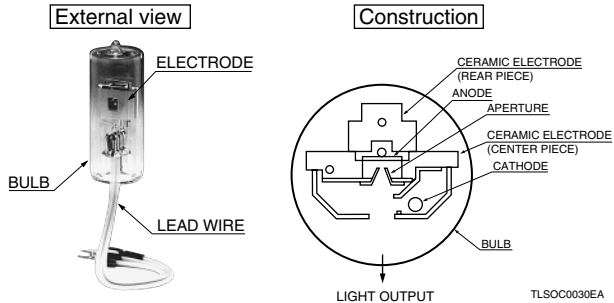 External view
ELECTRODE
BULB
LEAD WIRE
Construction
CERAMIC ELECTRODE
(REAR PIECE)
ANODE
APERTURE
CERAMIC ELECTRODE
(CENTER PIECE)
CATHODE
BULB
LIGHT OUTPUT
TLSOC0030EA